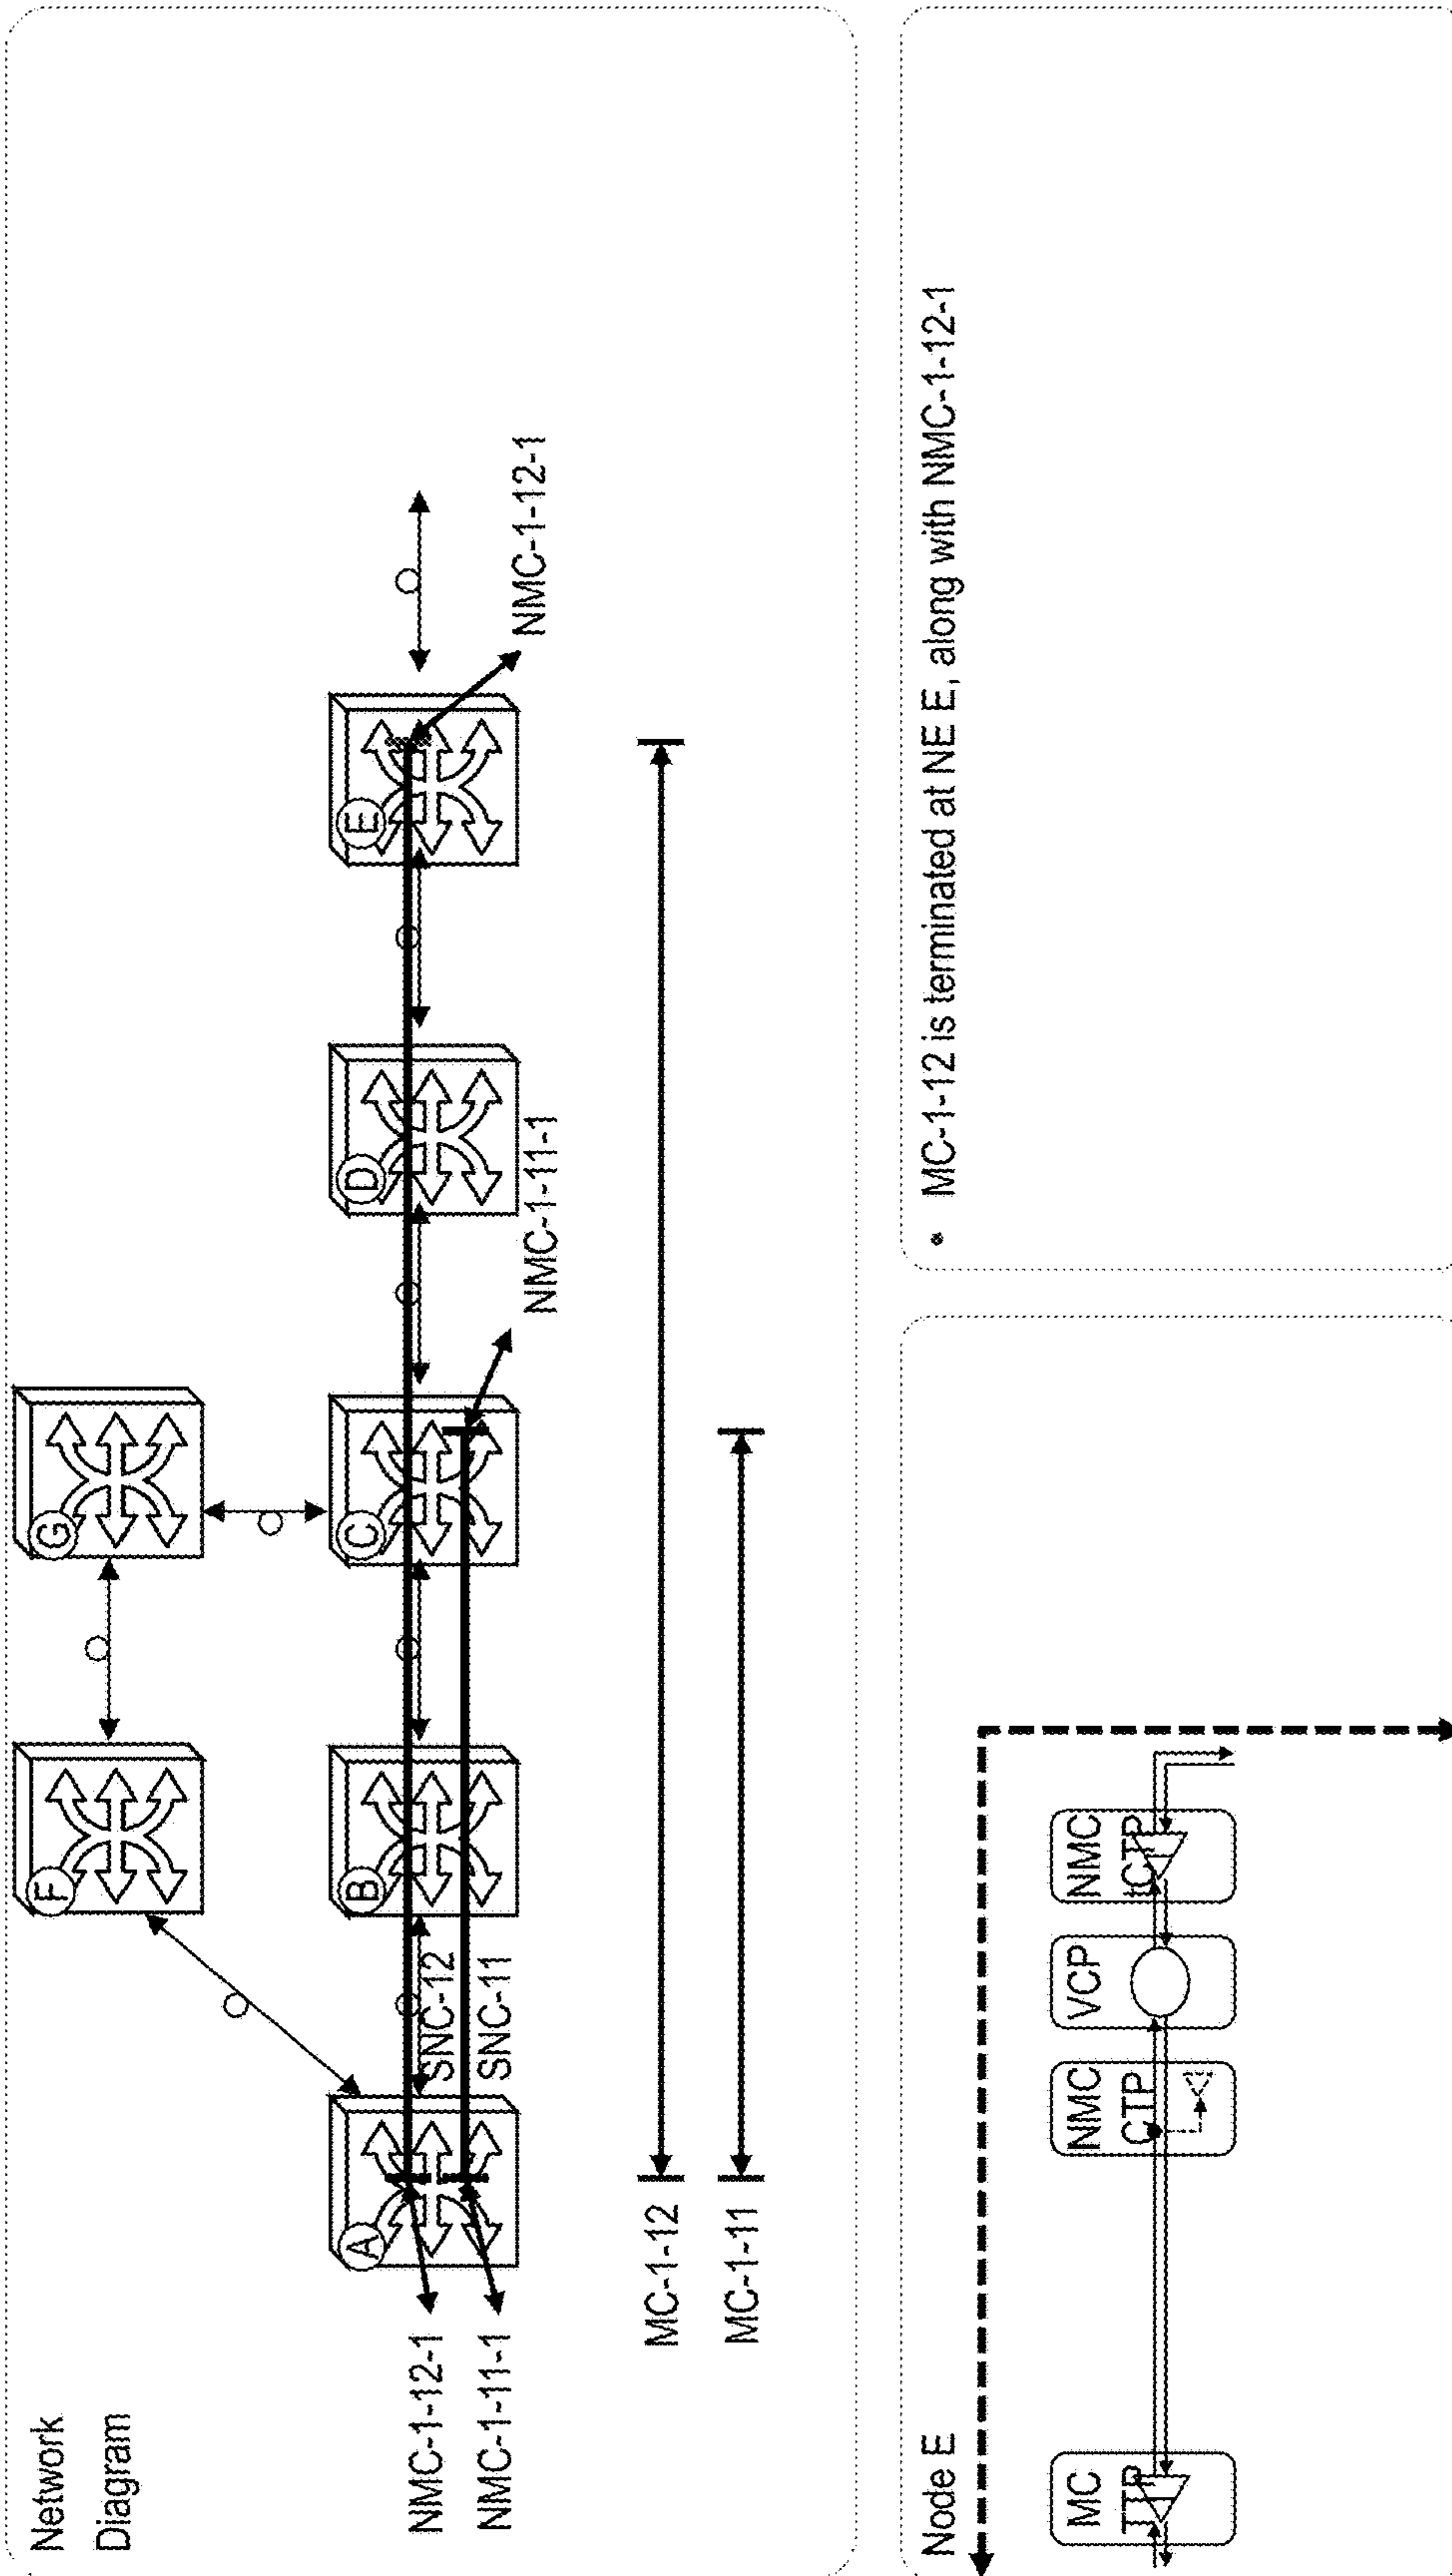 Network
Diagram
F
G
A
B
C
D
E
SNC-12
SNC-11
NMC-1-12-1
NMC-1-11-1
NMC-1-11-1
NMC-1-12-1
MC-1-12
MC-1-11
Node E
MC
TTP
NMC
CTP
VCP
NMC
tCTP
• MC-1-12 is terminated at NE E, along with NMC-1-12-1